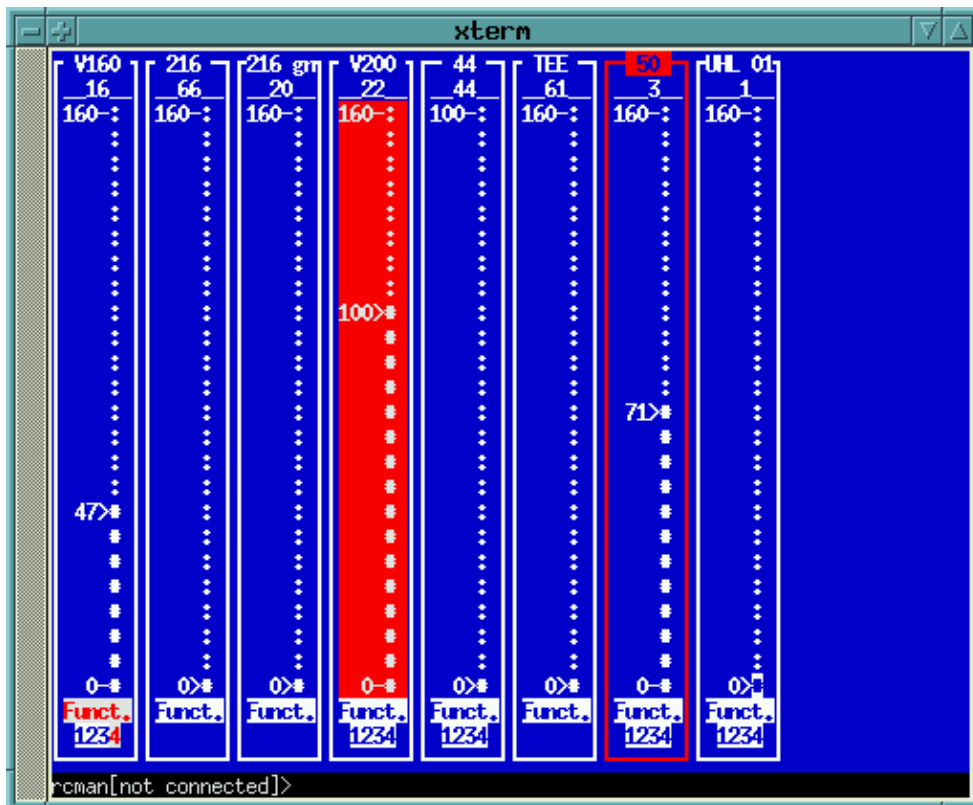 xterm
V160 216 216 gm V200 44 TEE 50 UHL 01
16 66 20 22 44 61 3 1
160-: 160-: 160-: 160-: 100-: 160-: 160-: 160-:
100>#
71>#
47>#
0-# 0># 0># 0-# 0># 0># 0-# 0>#
Funct. Funct. Funct. Funct. Funct. Funct. Funct. Funct.
1234 1234 1234 1234 1234
rcman[not connected]>